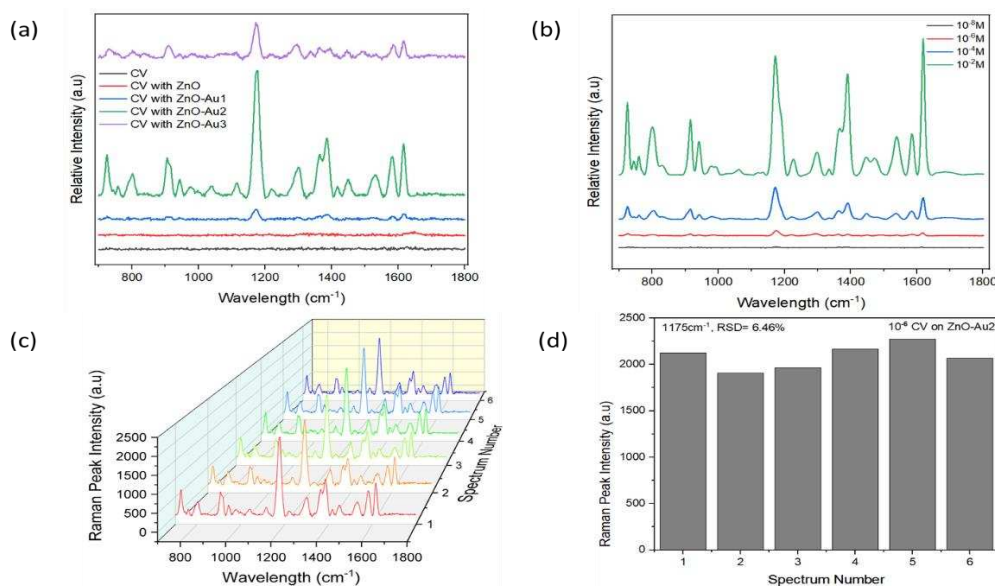 (a)
Relative Intensity (a.u)
CV
CV with ZnO
CV with ZnO-Au1
CV with ZnO-Au2
CV with ZnO-Au3
800 1000 1200 1400 1600 1800
Wavelength (cm⁻¹)
(b)
Relative Intensity (a.u)
10⁻⁸M
10⁻⁶M
10⁻⁴M
10⁻²M
800 1000 1200 1400 1600 1800
Wavelength (cm⁻¹)
(c)
Raman Peak Intensity (a.u)
2500
2000
1500
1000
500
0
800 1000 1200 1400 1600 1800
Wavelength (cm⁻¹)
1
2
3
4
5
6
Spectrum Number
(d)
Raman Peak Intensity (a.u)
2500
2000
1500
1000
500
0
1175cm⁻¹, RSD= 6.46%
10⁻⁶ CV on ZnO-Au2
1 2 3 4 5 6
Spectrum Number